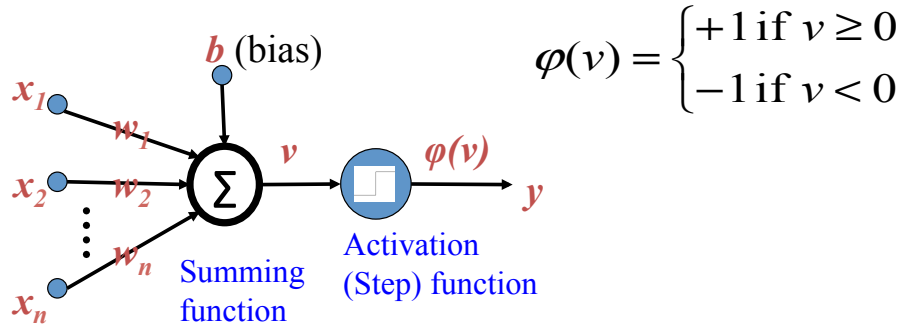 b (bias)
φ(v) = { +1 if v ≥ 0
−1 if v < 0
x1
w1
v
φ(v)
x2
w2
Σ
y
wn
xn
Summing
function
Activation
(Step) function